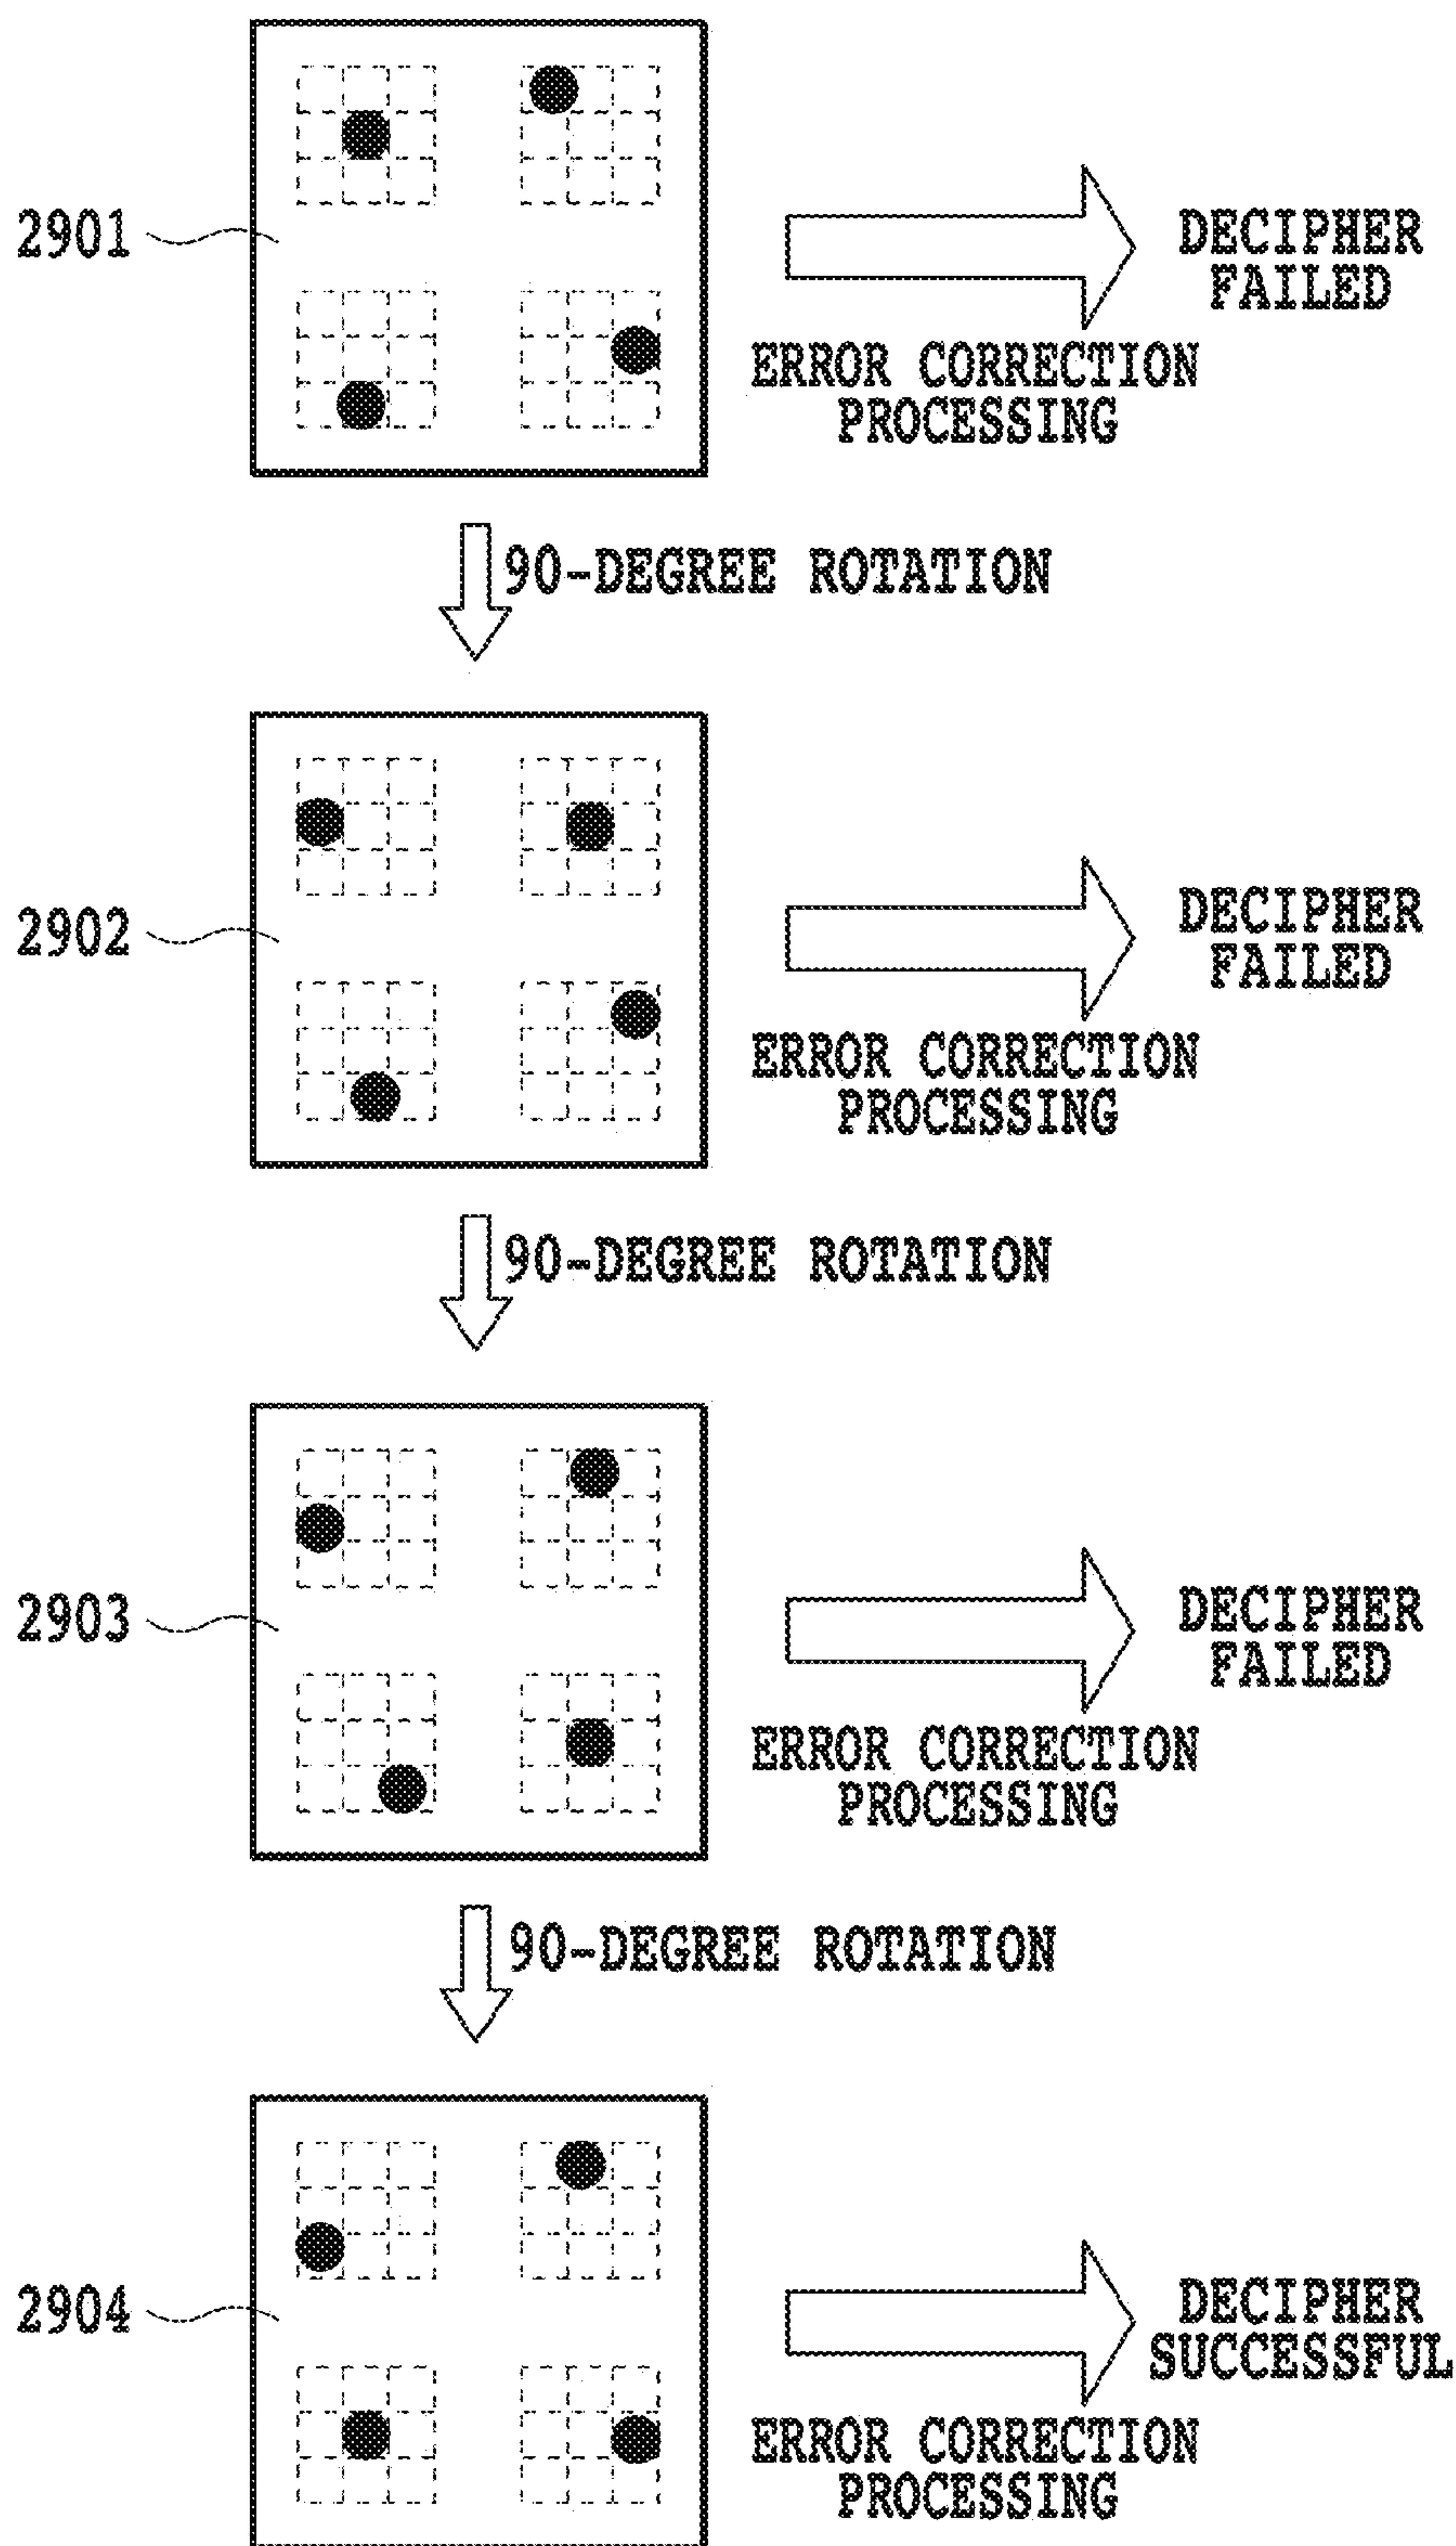 2901
DECIPHER
FAILED
ERROR CORRECTION
PROCESSING
90-DEGREE ROTATION
2902
DECIPHER
FAILED
ERROR CORRECTION
PROCESSING
90-DEGREE ROTATION
2903
DECIPHER
FAILED
ERROR CORRECTION
PROCESSING
90-DEGREE ROTATION
2904
DECIPHER
SUCCESSFUL
ERROR CORRECTION
PROCESSING